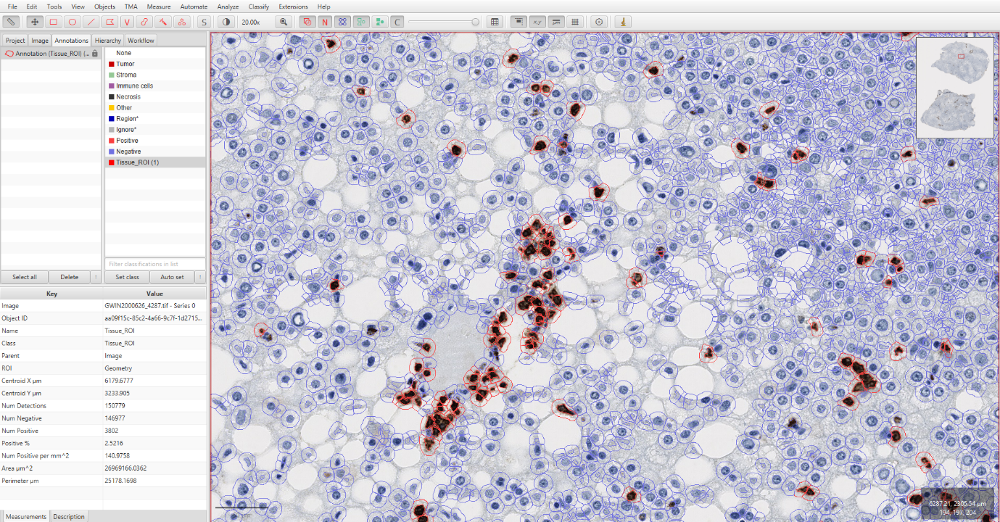 File Edit Tools View Objects TMA Measure Automate Analyze Classify Extensions Help
V S 20.00x N C x,y
Project Image Annotations Hierarchy Workflow
Annotation (Tissue_ROI) (...
None
Tumor
Stroma
Immune cells
Necrosis
Other
Region*
Ignore*
Positive
Negative
Tissue_ROI (1)
Filter classifications in list
Select all Delete Set class Auto set
Key Value
Image GWIN2000626_4287.tif - Series 0
Object ID aa09f15c-85c2-4a66-9c7f-1d2715...
Name Tissue_ROI
Class Tissue_ROI
Parent Image
ROI Geometry
Centroid X µm 6179.6777
Centroid Y µm 3233.905
Num Detections 150779
Num Negative 146977
Num Positive 3802
Positive % 2.5216
Num Positive per mm^2 140.9758
Area µm^2 26969166.0362
Perimeter µm 25178.1698
Measurements Description
6287.21, 2305.54 µm
194, 197, 204